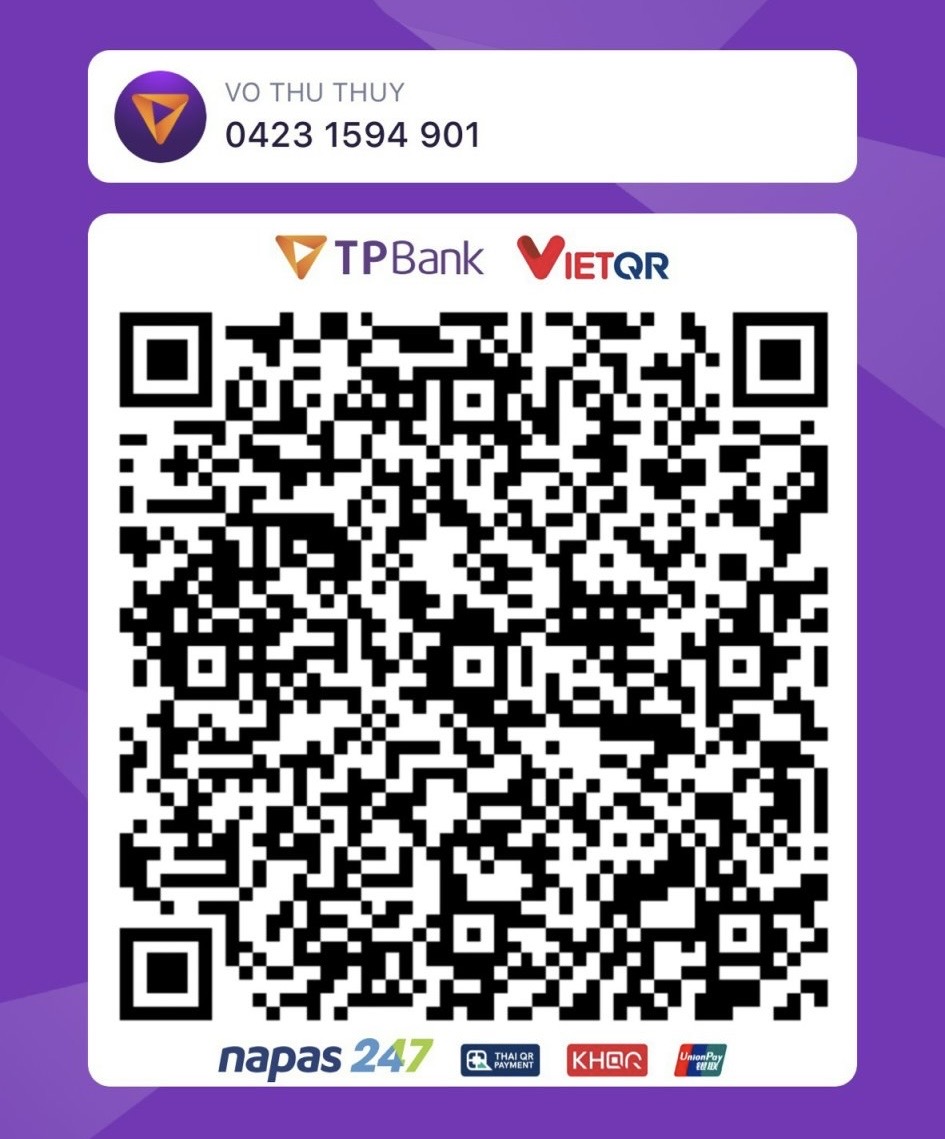 VO THU THUY
0423 1594 901
TPBank VIETQR
napas 247 THAI QR PAYMENT KHQR UnionPay 银联